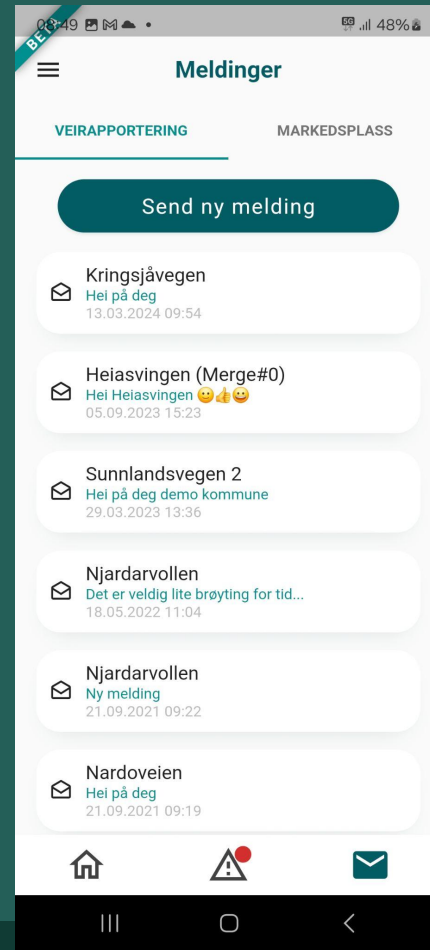 08:49
5G 48%
BETA
Meldinger
VEIRAPPORTERING MARKEDSPLASS
Send ny melding
Kringsjåvegen
Hei på deg
13.03.2024 09:54
Heiasvingen (Merge#0)
Hei Heiasvingen 🙂👍😀
05.09.2023 15:23
Sunnlandsvegen 2
Hei på deg demo kommune
29.03.2023 13:36
Njardarvollen
Det er veldig lite brøyting for tid...
18.05.2022 11:04
Njardarvollen
Ny melding
21.09.2021 09:22
Nardoveien
Hei på deg
21.09.2021 09:19